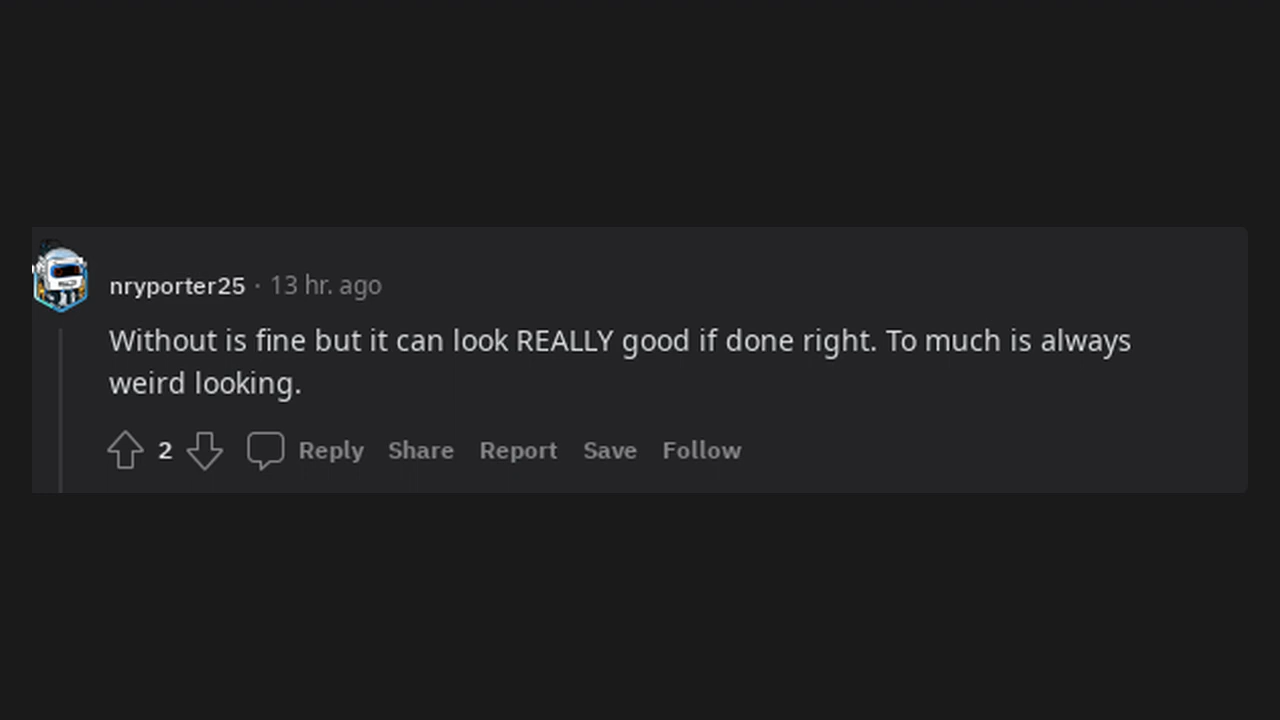 nryporter25 · 13 hr. ago
Without is fine but it can look REALLY good if done right. To much is always
weird looking.
2 Reply Share Report Save Follow